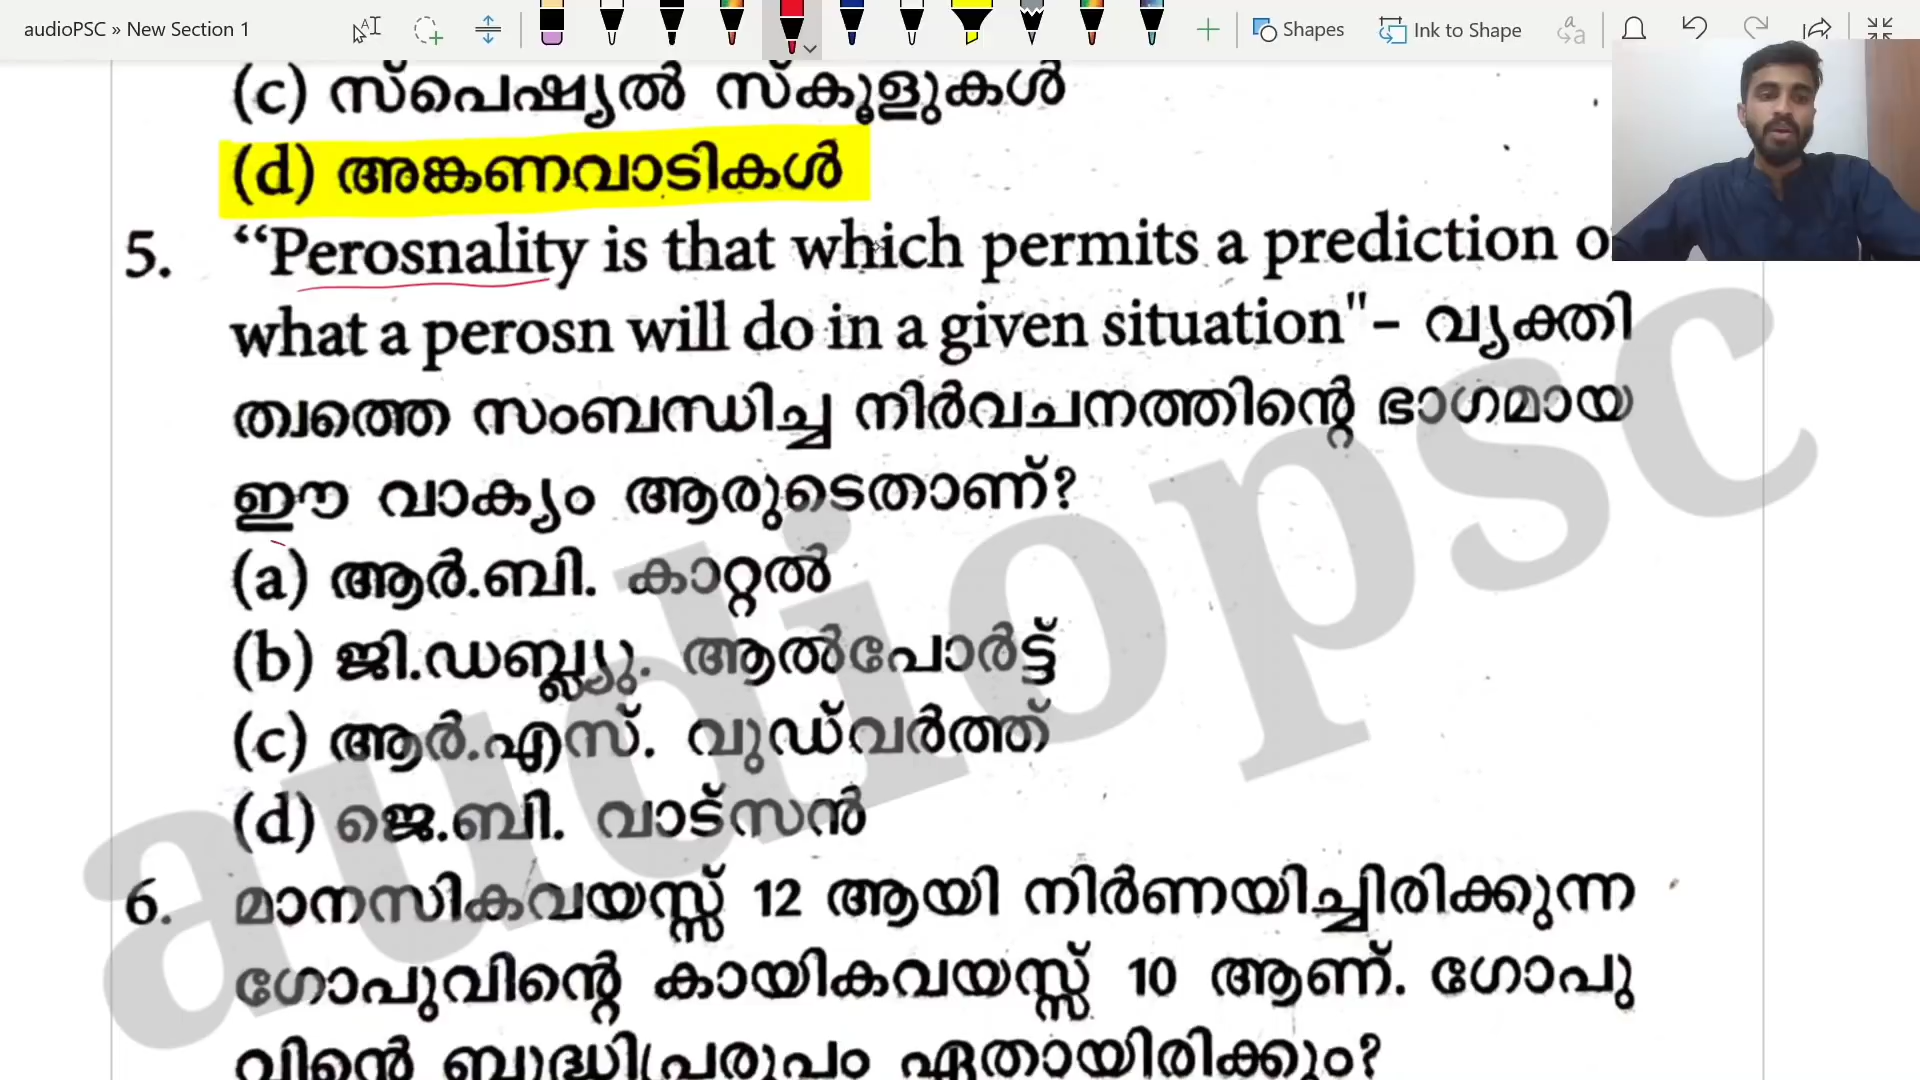 audioPSC » New Section 1
Shapes
Ink to Shape
(c) സ്പെഷ്യൽ സ്കൂളുകൾ
(d) അങ്കണവാടികൾ
5. “Perosnality is that which permits a prediction o
what a perosn will do in a given situation"– വ്യക്തി
ത്വത്തെ സംബന്ധിച്ച നിർവചനത്തിന്റെ ഭാഗമായ
ഈ വാക്യം ആരുടെതാണ്?
(a) ആർ.ബി. കാറ്റൽ
(b) ജി.ഡബ്ല്യു. ആൽപോർട്ട്
(c) ആർ.എസ്. വുഡ്‌വർത്ത്
(d) ജെ.ബി. വാട്സൻ
6. മാനസികവയസ്സ് 12 ആയി നിർണയിച്ചിരിക്കുന്ന
ഗോപുവിന്റെ കായികവയസ്സ് 10 ആണ്. ഗോപു
വിന്റെ ബുദ്ധിപ്രരൂപം ഏതായിരിക്കും?
audiopsc